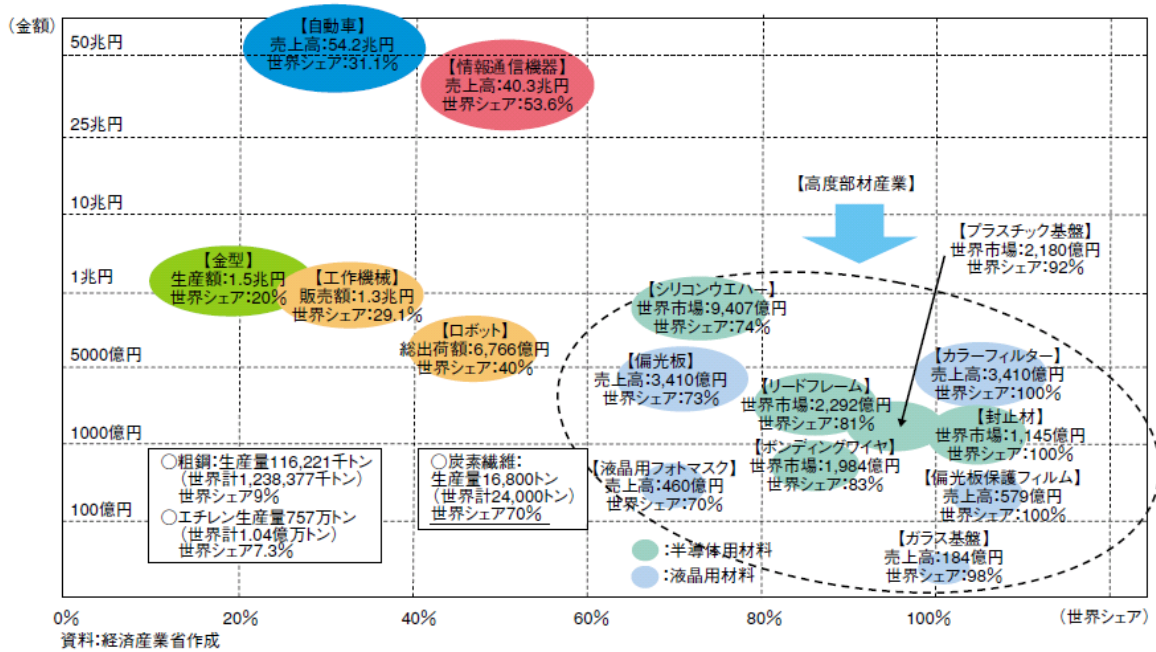 (金額)
50兆円
25兆円
10兆円
1兆円
5000億円
1000億円
100億円
【自動車】
売上高:54.2兆円
世界シェア:31.1%
【情報通信機器】
売上高:40.3兆円
世界シェア:53.6%
【高度部材産業】
【プラスチック基盤】
世界市場:2,180億円
世界シェア:92%
【金型】
生産額:1.5兆円
世界シェア:20%
【工作機械】
販売額:1.3兆円
世界シェア:29.1%
【ロボット】
総出荷額:6,766億円
世界シェア:40%
【シリコンウエハー】
世界市場:9,407億円
世界シェア:74%
【偏光板】
売上高:3,410億円
世界シェア:73%
【リードフレーム】
世界市場:2,292億円
世界シェア:81%
【カラーフィルター】
売上高:3,410億円
世界シェア:100%
【封止材】
世界市場:1,145億円
世界シェア:100%
【ボンディングワイヤ】
世界市場:1,984億円
世界シェア:83%
【液晶用フォトマスク】
売上高:460億円
世界シェア:70%
【偏光板保護フィルム】
売上高:579億円
世界シェア:100%
【ガラス基盤】
売上高:184億円
世界シェア:98%
○粗鋼:生産量116,221千トン
(世界計1,238,377千トン)
世界シェア9%
○エチレン生産量757万トン
(世界計1.04億万トン)
世界シェア7.3%
○炭素繊維:
生産量16,800トン
(世界計24,000トン)
世界シェア70%
:半導体用材料
:液晶用材料
0%
20%
40%
60%
80%
100%
(世界シェア)
資料:経済産業省作成